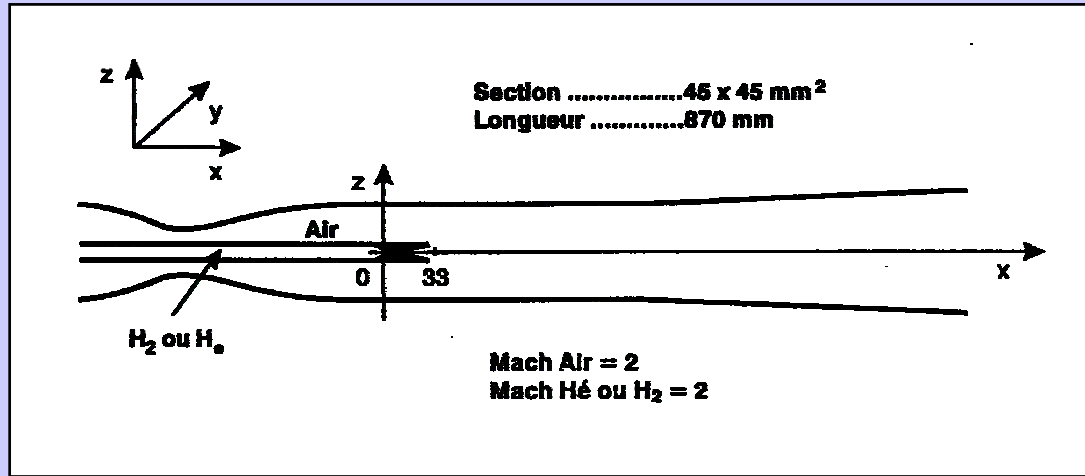 z
y
x
Section ................45 x 45 mm²
Longueur .............870 mm
z
Air
0 33
x
H₂ ou Hₑ
Mach Air = 2
Mach Hé ou H₂ = 2